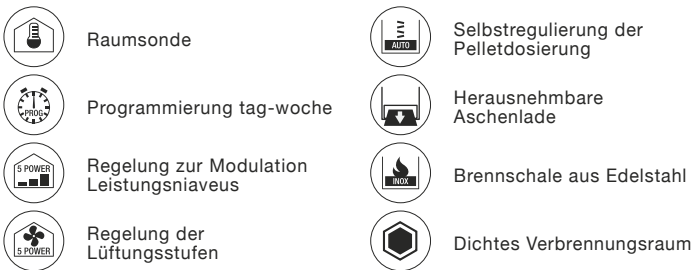 Raumsonde
PROG.
Programmierung tag-woche
5 POWER
Regelung zur Modulation
Leistungsniaveus
5 POWER
Regelung der
Lüftungsstufen
AUTO
Selbstregulierung der
Pelletdosierung
Herausnehmbare
Aschenlade
INOX
Brennschale aus Edelstahl
Dichtes Verbrennungsraum